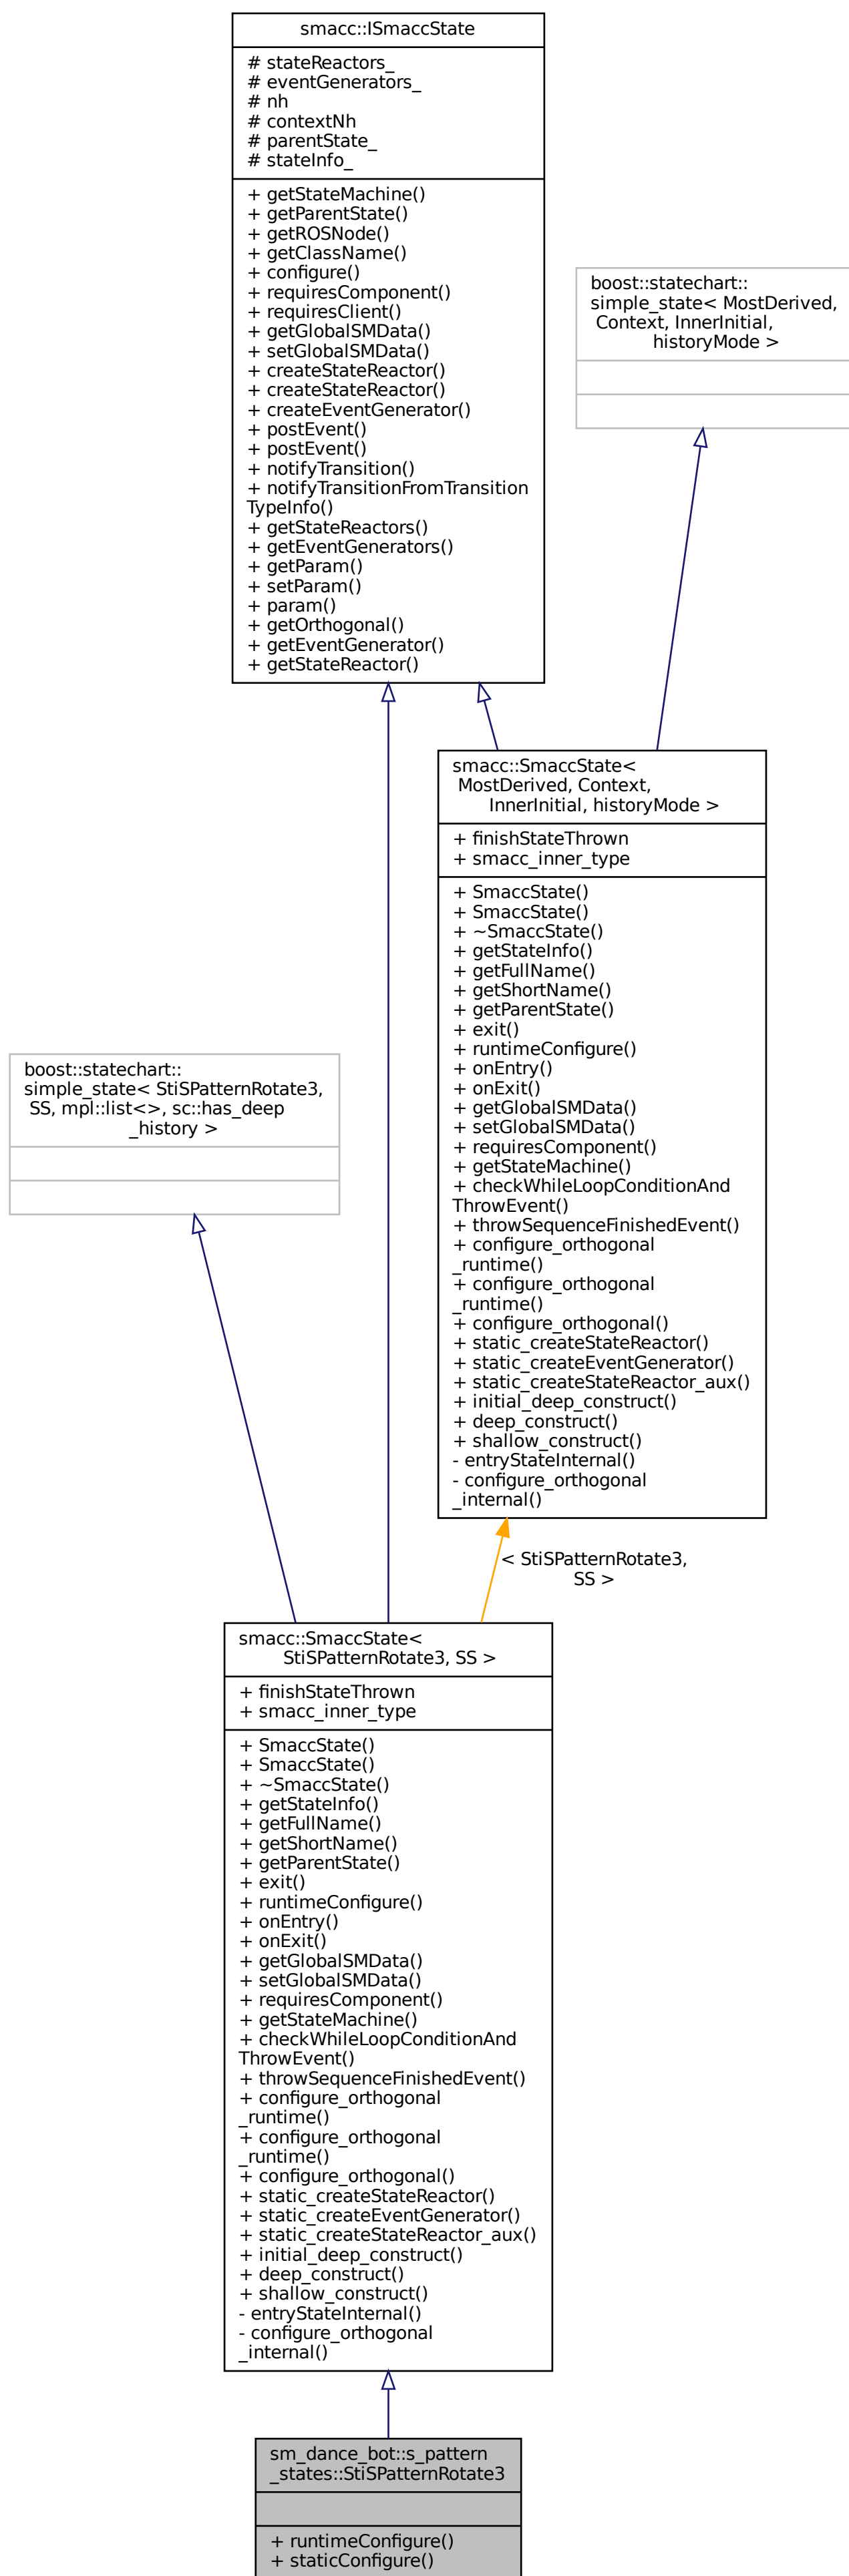 smacc::ISmaccState
# stateReactors_
# eventGenerators_
# nh
# contextNh
# parentState_
# stateInfo_
+ getStateMachine()
+ getParentState()
+ getROSNode()
+ getClassName()
+ configure()
+ requiresComponent()
+ requiresClient()
+ getGlobalSMData()
+ setGlobalSMData()
+ createStateReactor()
+ createStateReactor()
+ createEventGenerator()
+ postEvent()
+ postEvent()
+ notifyTransition()
+ notifyTransitionFromTransition
TypeInfo()
+ getStateReactors()
+ getEventGenerators()
+ getParam()
+ setParam()
+ param()
+ getOrthogonal()
+ getEventGenerator()
+ getStateReactor()
boost::statechart::
simple_state< MostDerived,
Context, InnerInitial,
historyMode >
smacc::SmaccState<
MostDerived, Context,
InnerInitial, historyMode >
+ finishStateThrown
+ smacc_inner_type
+ SmaccState()
+ SmaccState()
+ ~SmaccState()
+ getStateInfo()
+ getFullName()
+ getShortName()
+ getParentState()
+ exit()
+ runtimeConfigure()
+ onEntry()
+ onExit()
+ getGlobalSMData()
+ setGlobalSMData()
+ requiresComponent()
+ getStateMachine()
+ checkWhileLoopConditionAnd
ThrowEvent()
+ throwSequenceFinishedEvent()
+ configure_orthogonal
_runtime()
+ configure_orthogonal
_runtime()
+ configure_orthogonal()
+ static_createStateReactor()
+ static_createEventGenerator()
+ static_createStateReactor_aux()
+ initial_deep_construct()
+ deep_construct()
+ shallow_construct()
- entryStateInternal()
- configure_orthogonal
_internal()
boost::statechart::
simple_state< StiSPatternRotate3,
SS, mpl::list<>, sc::has_deep
_history >
< StiSPatternRotate3,
SS >
smacc::SmaccState<
StiSPatternRotate3, SS >
+ finishStateThrown
+ smacc_inner_type
+ SmaccState()
+ SmaccState()
+ ~SmaccState()
+ getStateInfo()
+ getFullName()
+ getShortName()
+ getParentState()
+ exit()
+ runtimeConfigure()
+ onEntry()
+ onExit()
+ getGlobalSMData()
+ setGlobalSMData()
+ requiresComponent()
+ getStateMachine()
+ checkWhileLoopConditionAnd
ThrowEvent()
+ throwSequenceFinishedEvent()
+ configure_orthogonal
_runtime()
+ configure_orthogonal
_runtime()
+ configure_orthogonal()
+ static_createStateReactor()
+ static_createEventGenerator()
+ static_createStateReactor_aux()
+ initial_deep_construct()
+ deep_construct()
+ shallow_construct()
- entryStateInternal()
- configure_orthogonal
_internal()
sm_dance_bot::s_pattern
_states::StiSPatternRotate3
+ runtimeConfigure()
+ staticConfigure()